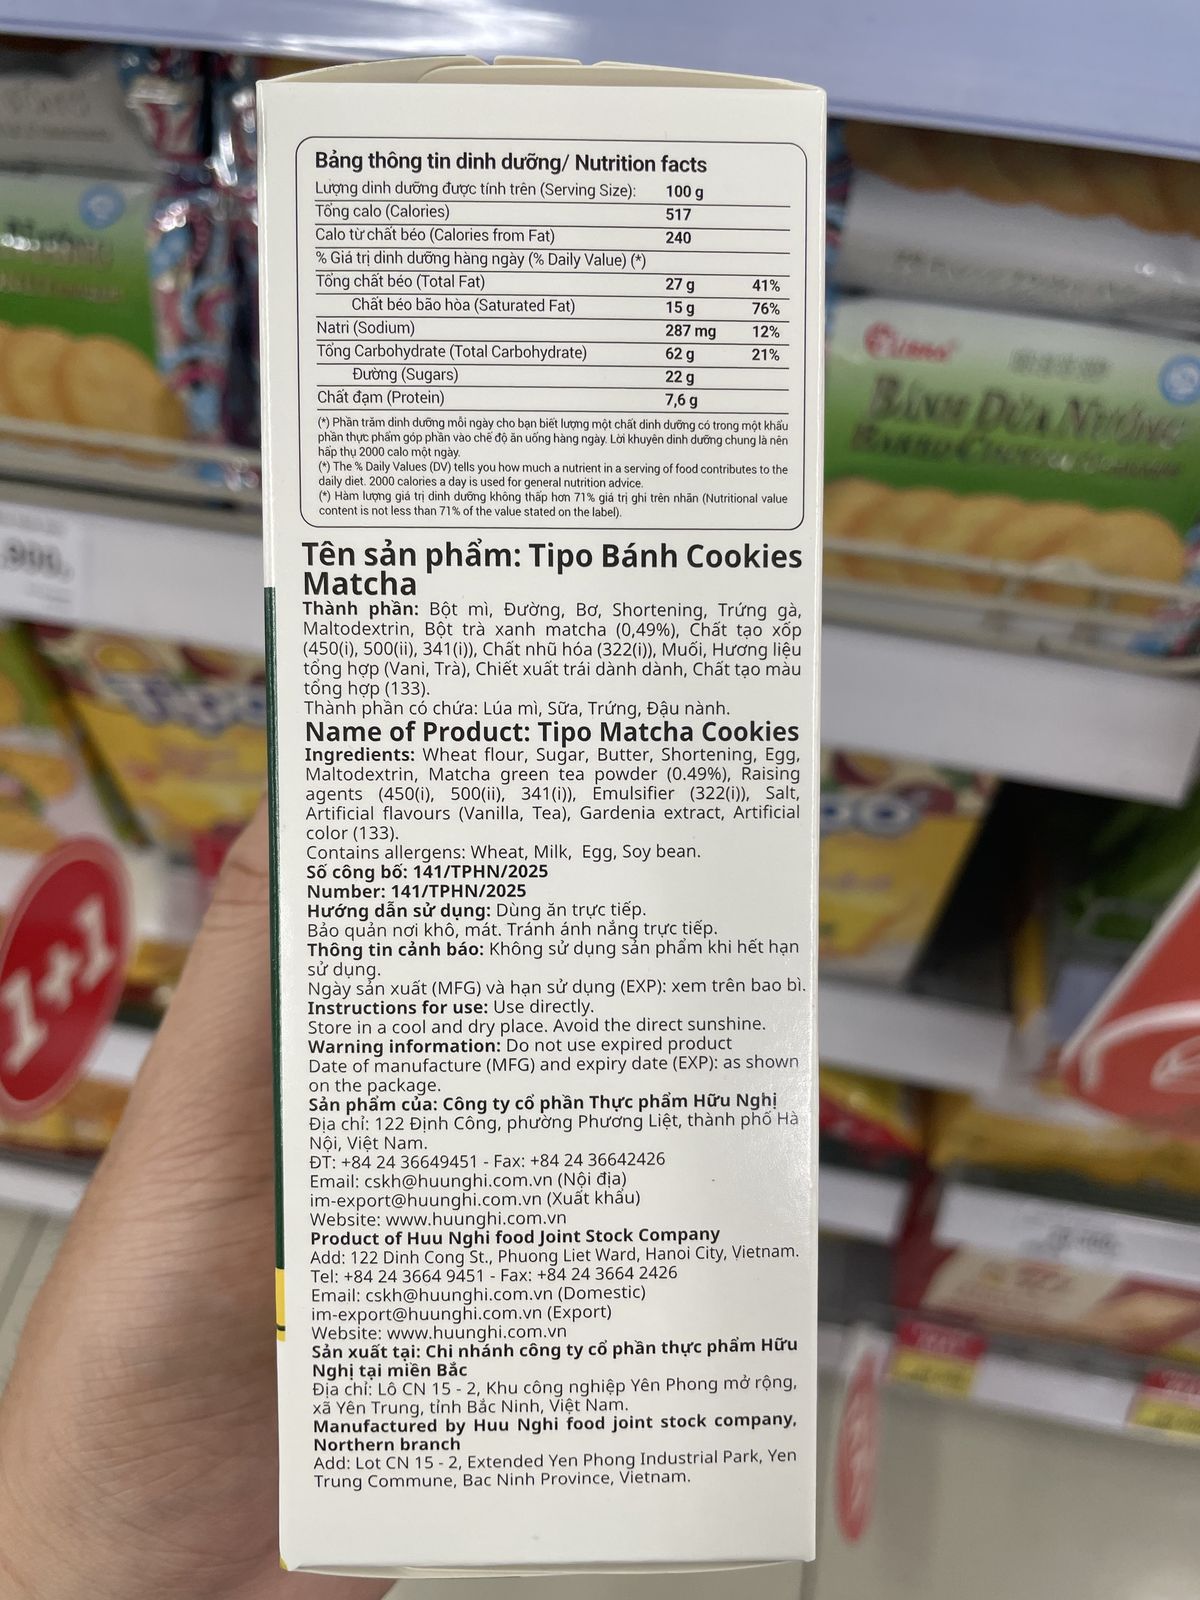 Bảng thông tin dinh dưỡng/ Nutrition facts
Lượng dinh dưỡng được tính trên (Serving Size): 100 g
Tổng calo (Calories) 517
Calo từ chất béo (Calories from Fat) 240
% Giá trị dinh dưỡng hàng ngày (% Daily Value) (*)
Tổng chất béo (Total Fat) 27 g 41%
Chất béo bão hòa (Saturated Fat) 15 g 76%
Natri (Sodium) 287 mg 12%
Tổng Carbohydrate (Total Carbohydrate) 62 g 21%
Đường (Sugars) 22 g
Chất đạm (Protein) 7,6 g
(*) Phần trăm dinh dưỡng mỗi ngày cho bạn biết lượng một chất dinh dưỡng có trong một khẩu
phần thực phẩm góp phần vào chế độ ăn uống hàng ngày. Lời khuyên dinh dưỡng chung là nên
hấp thụ 2000 calo một ngày.
(*) The % Daily Values (DV) tells you how much a nutrient in a serving of food contributes to the
daily diet. 2000 calories a day is used for general nutrition advice.
(*) Hàm lượng giá trị dinh dưỡng không thấp hơn 71% giá trị ghi trên nhãn (Nutritional value
content is not less than 71% of the value stated on the label).
Tên sản phẩm: Tipo Bánh Cookies
Matcha
Thành phần: Bột mì, Đường, Bơ, Shortening, Trứng gà,
Maltodextrin, Bột trà xanh matcha (0,49%), Chất tạo xốp
(450(i), 500(ii), 341(i)), Chất nhũ hóa (322(i)), Muối, Hương liệu
tổng hợp (Vani, Trà), Chiết xuất trái dành dành, Chất tạo màu
tổng hợp (133).
Thành phần có chứa: Lúa mì, Sữa, Trứng, Đậu nành.
Name of Product: Tipo Matcha Cookies
Ingredients: Wheat flour, Sugar, Butter, Shortening, Egg,
Maltodextrin, Matcha green tea powder (0.49%), Raising
agents (450(i), 500(ii), 341(i)), Emulsifier (322(i)), Salt,
Artificial flavours (Vanilla, Tea), Gardenia extract, Artificial
color (133).
Contains allergens: Wheat, Milk, Egg, Soy bean.
Số công bố: 141/TPHN/2025
Number: 141/TPHN/2025
Hướng dẫn sử dụng: Dùng ăn trực tiếp.
Bảo quản nơi khô, mát. Tránh ánh nắng trực tiếp.
Thông tin cảnh báo: Không sử dụng sản phẩm khi hết hạn
sử dụng.
Ngày sản xuất (MFG) và hạn sử dụng (EXP): xem trên bao bì.
Instructions for use: Use directly.
Store in a cool and dry place. Avoid the direct sunshine.
Warning information: Do not use expired product
Date of manufacture (MFG) and expiry date (EXP): as shown
on the package.
Sản phẩm của: Công ty cổ phần Thực phẩm Hữu Nghị
Địa chỉ: 122 Định Công, phường Phương Liệt, thành phố Hà
Nội, Việt Nam.
ĐT: +84 24 36649451 - Fax: +84 24 36642426
Email: cskh@huunghi.com.vn (Nội địa)
im-export@huunghi.com.vn (Xuất khẩu)
Website: www.huunghi.com.vn
Product of Huu Nghi food Joint Stock Company
Add: 122 Dinh Cong St., Phuong Liet Ward, Hanoi City, Vietnam.
Tel: +84 24 3664 9451 - Fax: +84 24 3664 2426
Email: cskh@huunghi.com.vn (Domestic)
im-export@huunghi.com.vn (Export)
Website: www.huunghi.com.vn
Sản xuất tại: Chi nhánh công ty cổ phần thực phẩm Hữu
Nghị tại miền Bắc
Địa chỉ: Lô CN 15 - 2, Khu công nghiệp Yên Phong mở rộng,
xã Yên Trung, tỉnh Bắc Ninh, Việt Nam.
Manufactured by Huu Nghi food joint stock company,
Northern branch
Add: Lot CN 15 - 2, Extended Yen Phong Industrial Park, Yen
Trung Commune, Bac Ninh Province, Vietnam.
1+1
BÁNH DỪA NƯỚNG